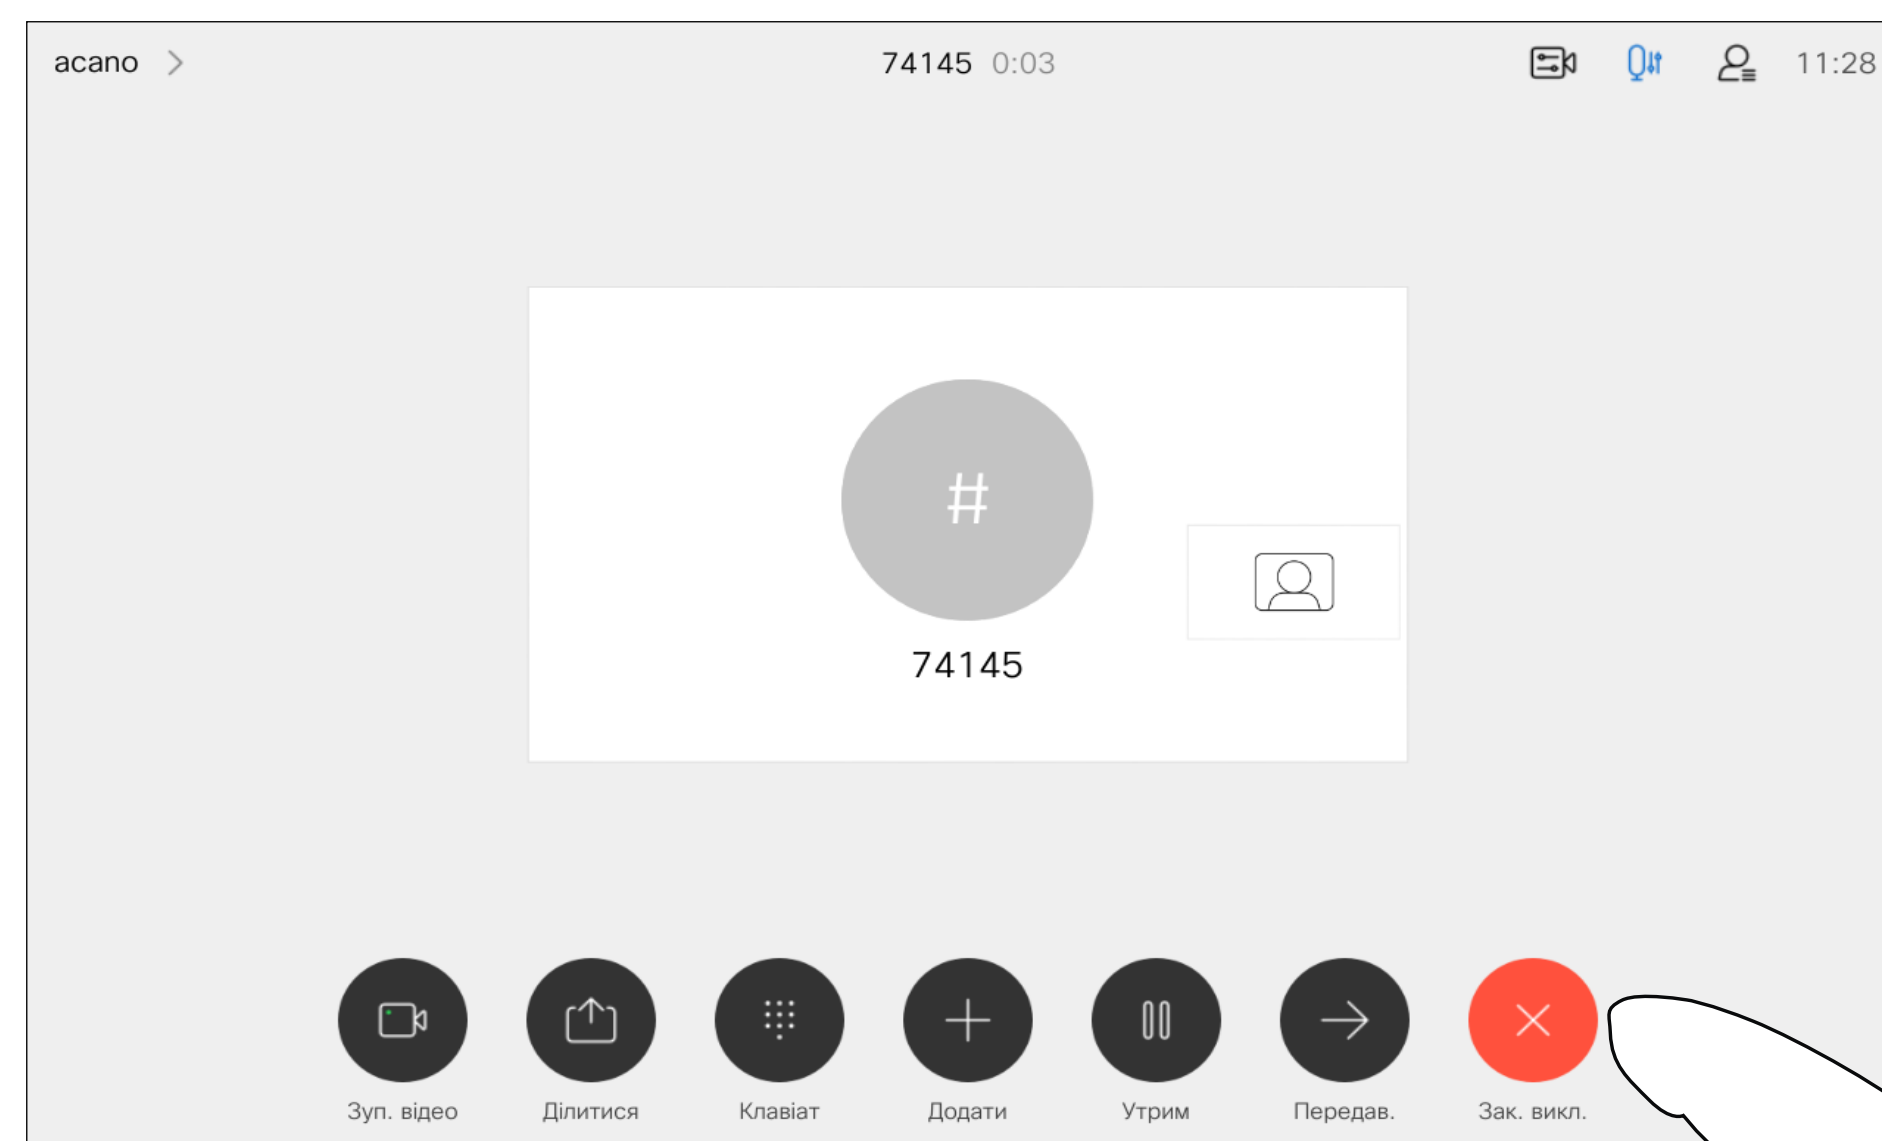 acano
74145 0:03
11:28
#
74145
Зуп. відео
Ділитися
Клавіат
Додати
Утрим
Передав.
Зак. викл.